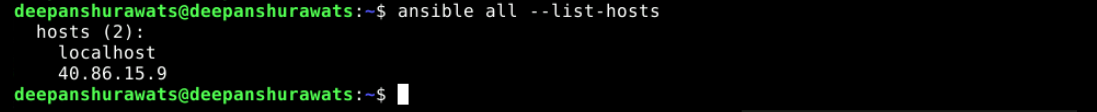 deepanshurawats@deepanshurawats:~$ ansible all --list-hosts
hosts (2):
localhost
40.86.15.9
deepanshurawats@deepanshurawats:~$